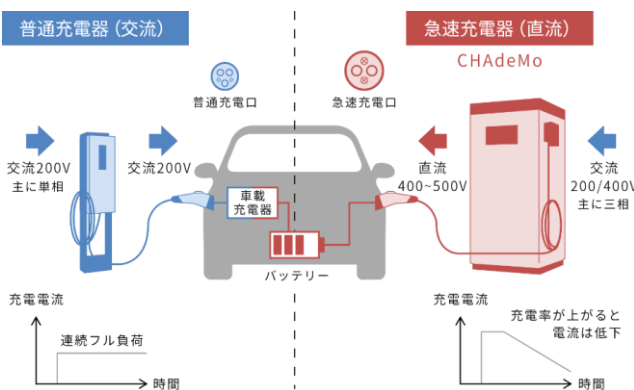 普通充電器（交流）
急速充電器（直流）
CHAdeMo
普通充電口
急速充電口
交流200V
主に単相
交流200V
車載
充電器
バッテリー
直流
400~500V
交流
200/400V
主に三相
充電電流
連続フル負荷
時間
充電電流
充電率が上がると
電流は低下
時間